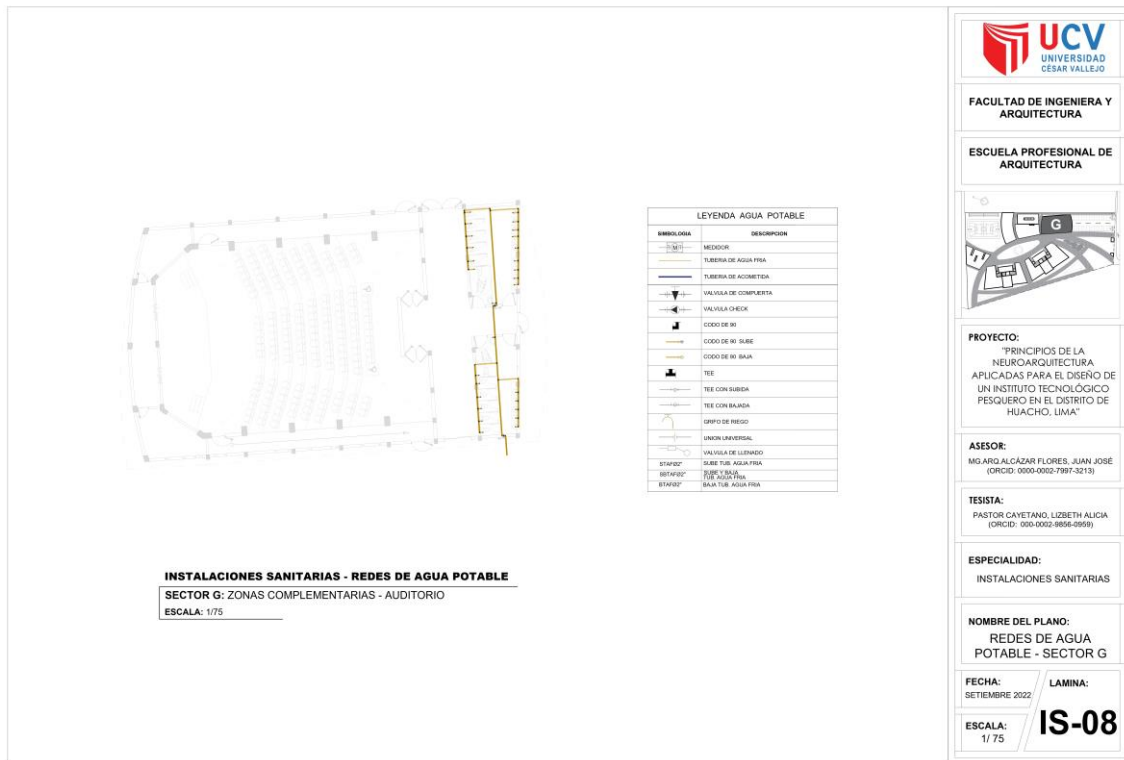 LEYENDA AGUA POTABLE
SIMBOLOGIA DESCRIPCION
M MEDIDOR
TUBERIA DE AGUA FRIA
TUBERIA DE ACOMETIDA
VALVULA DE COMPUERTA
VALVULA CHECK
CODO DE 90
CODO DE 90 SUBE
CODO DE 90 BAJA
TEE
TEE CON SUBIDA
TEE CON BAJADA
GRIFO DE RIEGO
UNION UNIVERSAL
VALVULA DE LLENADO
STAFØ2" SUBE TUB. AGUA FRIA
SBTAFØ2" SUBE Y BAJA
TUB. AGUA FRIA
BTAFØ2" BAJA TUB. AGUA FRIA
INSTALACIONES SANITARIAS - REDES DE AGUA POTABLE
SECTOR G: ZONAS COMPLEMENTARIAS - AUDITORIO
ESCALA: 1/75
UCV
UNIVERSIDAD
CÉSAR VALLEJO
FACULTAD DE INGENIERA Y
ARQUITECTURA
ESCUELA PROFESIONAL DE
ARQUITECTURA
G
PROYECTO:
"PRINCIPIOS DE LA
NEUROARQUITECTURA
APLICADAS PARA EL DISEÑO DE
UN INSTITUTO TECNOLÓGICO
PESQUERO EN EL DISTRITO DE
HUACHO, LIMA"
ASESOR:
MG.ARQ.ALCÁZAR FLORES, JUAN JOSÉ
(ORCID: 0000-0002-7997-3213)
TESISTA:
PASTOR CAYETANO, LIZBETH ALICIA
(ORCID: 000-0002-9856-0959)
ESPECIALIDAD:
INSTALACIONES SANITARIAS
NOMBRE DEL PLANO:
REDES DE AGUA
POTABLE - SECTOR G
FECHA:
SETIEMBRE 2022
LAMINA:
IS-08
ESCALA:
1/ 75